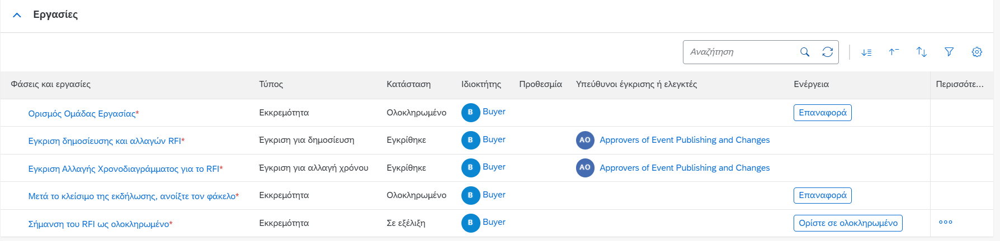 Εργασίες
Αναζήτηση
Φάσεις και εργασίες Τύπος Κατάσταση Ιδιοκτήτης Προθεσμία Υπεύθυνοι έγκρισης ή ελεγκτές Ενέργεια Περισσότε...
Ορισμός Ομάδας Εργασίας* Εκκρεμότητα Ολοκληρωμένο B Buyer Επαναφορά
Εγκριση δημοσίευσης και αλλαγών RFI* Έγκριση για δημοσίευση Εγκρίθηκε B Buyer AO Approvers of Event Publishing and Changes
Εγκριση Αλλαγής Χρονοδιαγράμματος για το RFI* Έγκριση για αλλαγή χρόνου Εγκρίθηκε B Buyer AO Approvers of Event Publishing and Changes
Μετά το κλείσιμο της εκδήλωσης, ανοίξτε τον φάκελο* Εκκρεμότητα Ολοκληρωμένο B Buyer Επαναφορά
Σήμανση του RFI ως ολοκληρωμένο* Εκκρεμότητα Σε εξέλιξη B Buyer Ορίστε σε ολοκληρωμένο